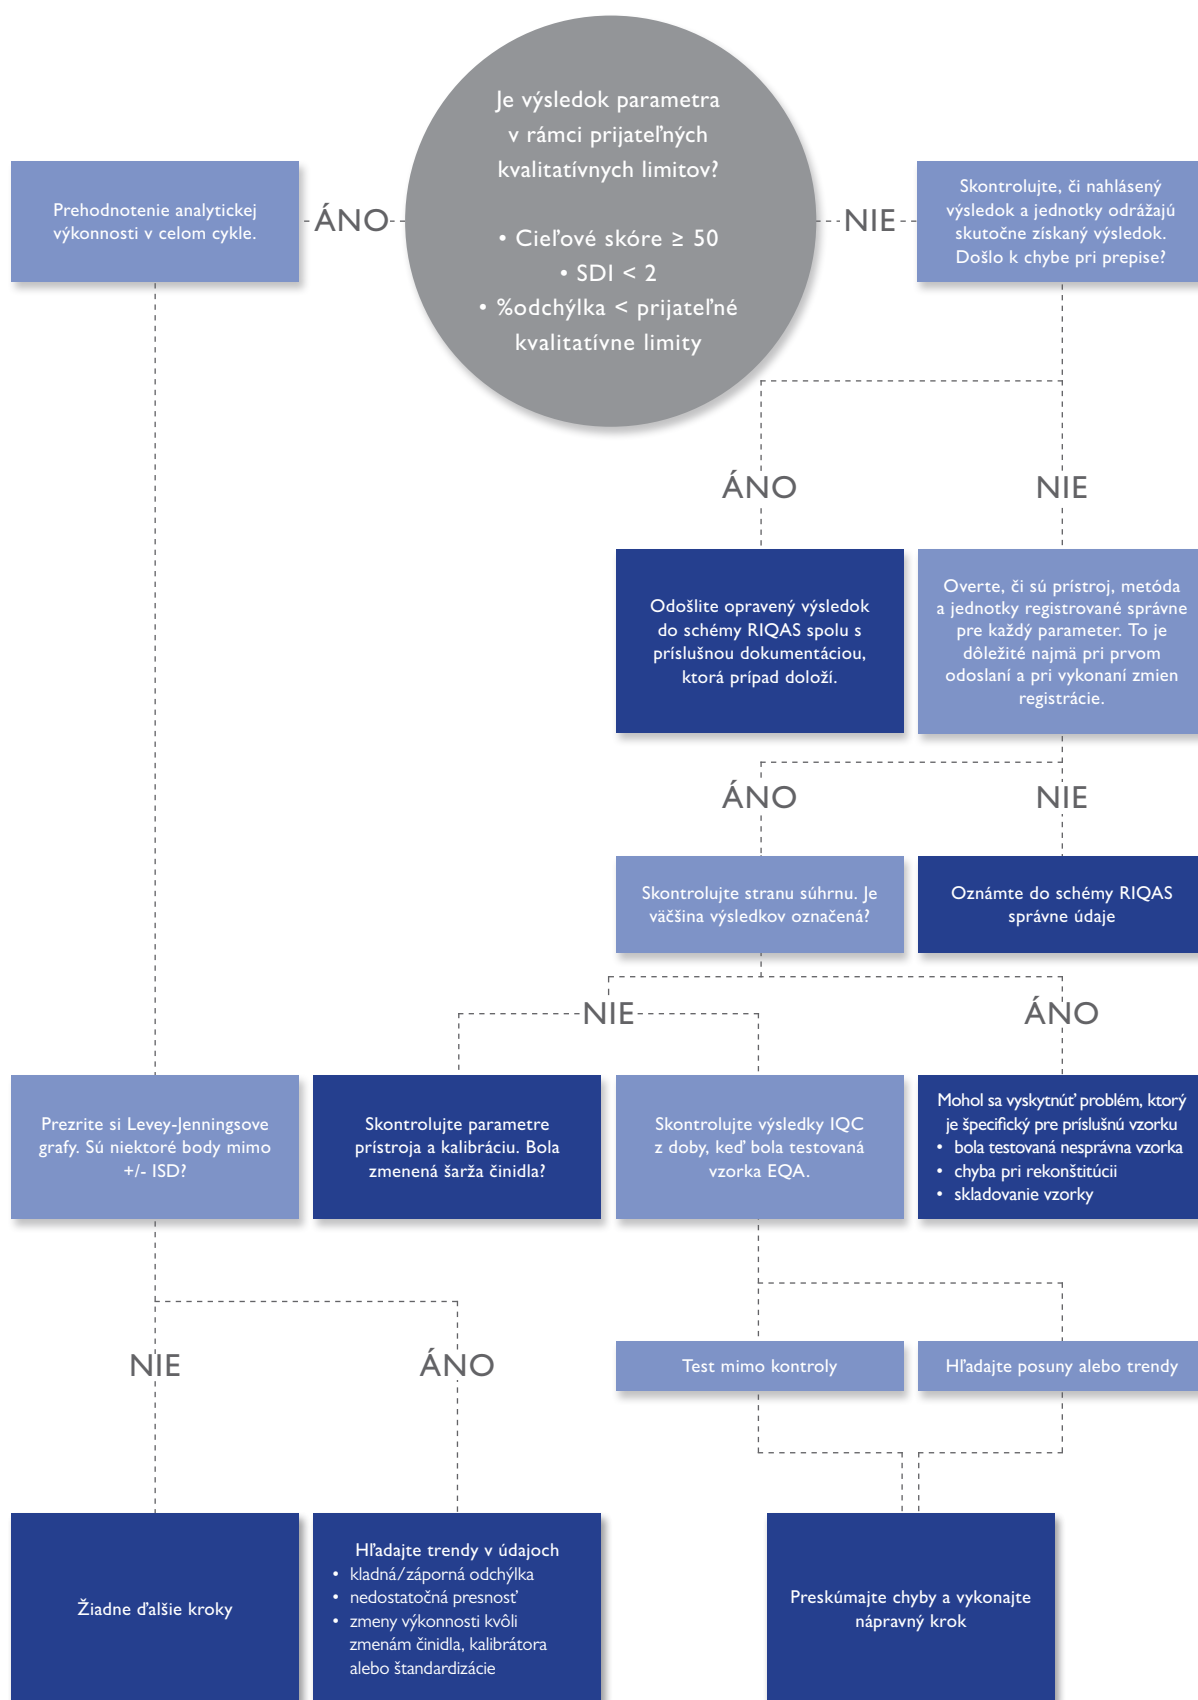 Je výsledok parametra
v rámci prijateľných
kvalitatívnych limitov?
• Cieľové skóre ≥ 50
• SDI < 2
• %odchýlka < prijateľné
kvalitatívne limity
ÁNO
NIE
Prehodnotenie analytickej
výkonnosti v celom cykle.
Skontrolujte, či nahlásený
výsledok a jednotky odrážajú
skutočne získaný výsledok.
Došlo k chybe pri prepise?
ÁNO
NIE
Odošlite opravený výsledok
do schémy RIQAS spolu s
príslušnou dokumentáciou,
ktorá prípad doloží.
Overte, či sú prístroj, metóda
a jednotky registrované správne
pre každý parameter. To je
dôležité najmä pri prvom
odoslaní a pri vykonaní zmien
registrácie.
ÁNO
NIE
Skontrolujte stranu súhrnu. Je
väčšina výsledkov označená?
Oznámte do schémy RIQAS
správne údaje
NIE
ÁNO
Prezrite si Levey-Jenningsove
grafy. Sú niektoré body mimo
+/- ISD?
Skontrolujte parametre
prístroja a kalibráciu. Bola
zmenená šarža činidla?
Skontrolujte výsledky IQC
z doby, keď bola testovaná
vzorka EQA.
Mohol sa vyskytnúť problém, ktorý
je špecifický pre príslušnú vzorku
• bola testovaná nesprávna vzorka
• chyba pri rekonštitúcii
• skladovanie vzorky
NIE
ÁNO
Test mimo kontroly
Hľadajte posuny alebo trendy
Žiadne ďalšie kroky
Hľadajte trendy v údajoch
• kladná/záporná odchýlka
• nedostatočná presnosť
• zmeny výkonnosti kvôli
zmenám činidla, kalibrátora
alebo štandardizácie
Preskúmajte chyby a vykonajte
nápravný krok